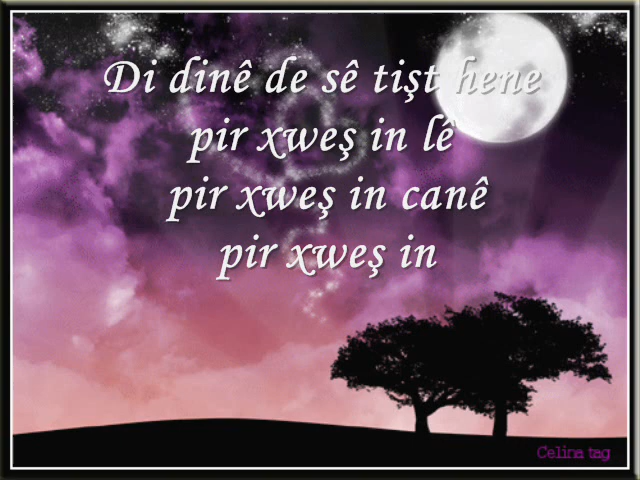 Di dinê de sê tişt hene
pir xweş in lê
pir xweş in canê
pir xweş in
Celina tag